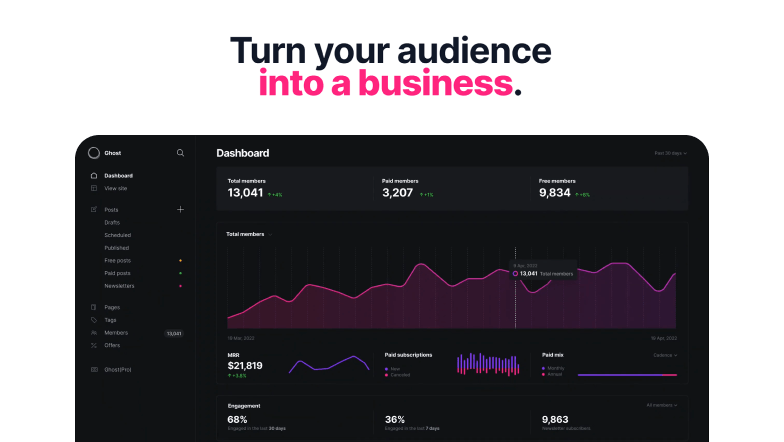 Turn your audience
into a business.
Ghost
Dashboard
View site
Posts
Drafts
Scheduled
Published
Free posts
Paid posts
Newsletters
Pages
Tags
Members 13,041
Offers
Ghost(Pro)
Dashboard
Past 30 days
Total members
13,041 +4%
Paid members
3,207 +1%
Free members
9,834 +6%
Total members
9 Apr, 2022
13,041 Total members
19 Mar, 2022
18 Apr, 2022
MRR
$21,819
+3.8%
Paid subscriptions
New
Canceled
Paid mix
Cadence
Monthly
Annual
Engagement
All members
68%
Engaged in the last 30 days
36%
Engaged in the last 7 days
9,863
Newsletter subscribers